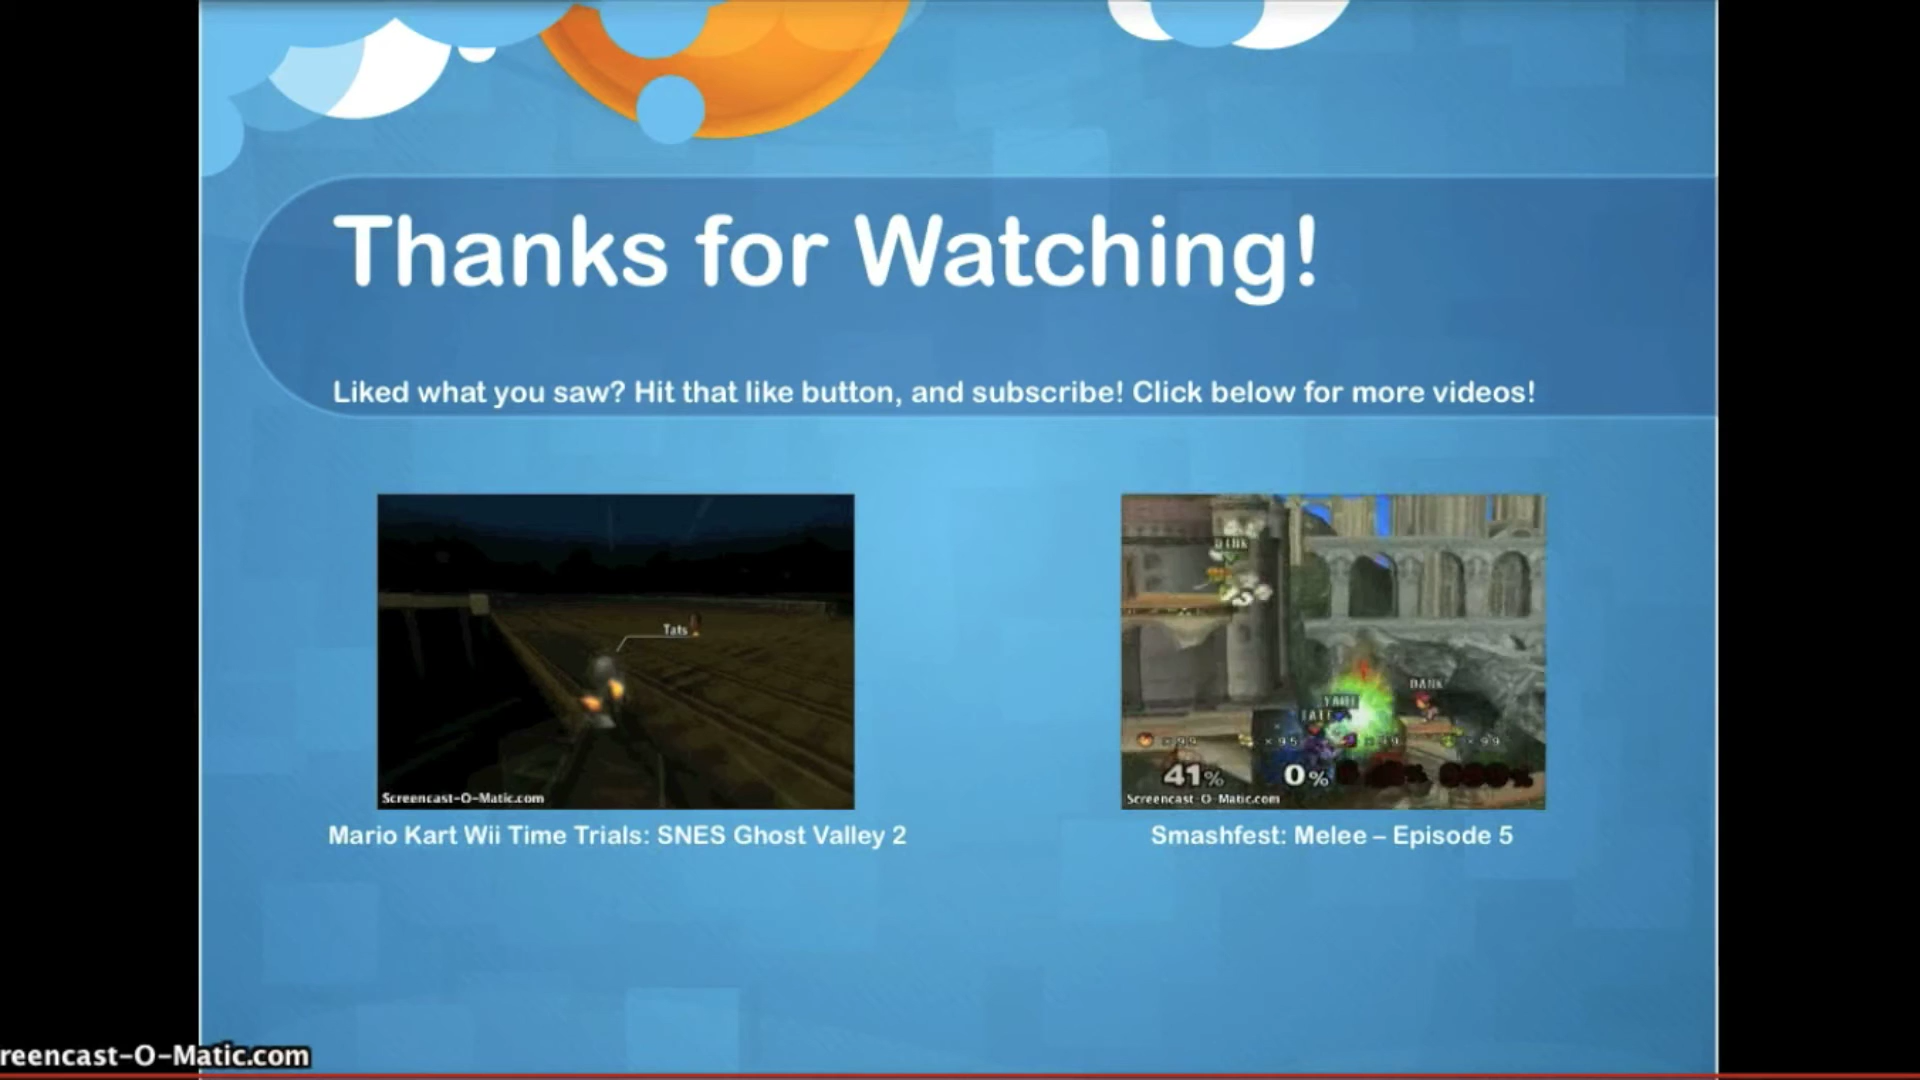 Thanks for Watching!
Liked what you saw? Hit that like button, and subscribe! Click below for more videos!
Tats
Screencast-O-Matic.com
Mario Kart Wii Time Trials: SNES Ghost Valley 2
DARK
41%
0%
Screencast-O-Matic.com
Smashfest: Melee – Episode 5
reencast-O-Matic.com